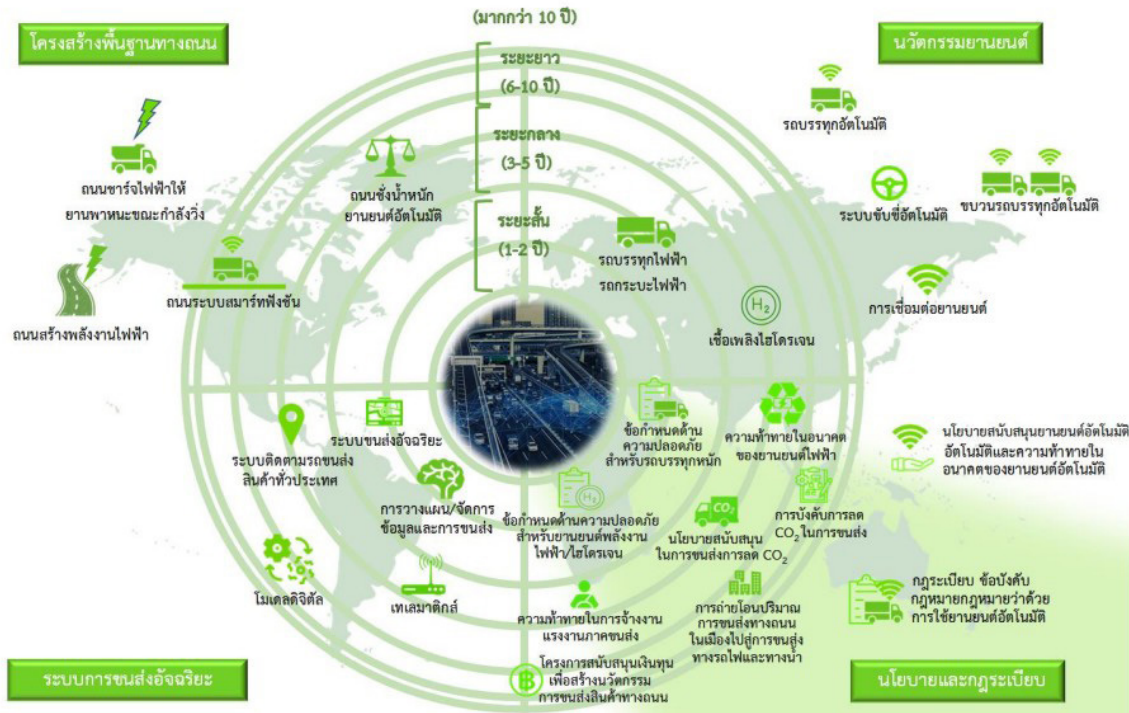 (มากกว่า 10 ปี)
โครงสร้างพื้นฐานทางถนน
นวัตกรรมยานยนต์
ระยะยาว
(6-10 ปี)
ระยะกลาง
(3-5 ปี)
ระยะสั้น
(1-2 ปี)
ถนนชาร์จไฟฟ้าให้
ยานพาหนะขณะกำลังวิ่ง
ถนนชั่งน้ำหนัก
ยานยนต์อัตโนมัติ
ถนนสร้างพลังงานไฟฟ้า
ถนนระบบสมาร์ทฟังชัน
รถบรรทุกอัตโนมัติ
ระบบขับขี่อัตโนมัติ
ขบวนรถบรรทุกอัตโนมัติ
รถบรรทุกไฟฟ้า
รถกระบะไฟฟ้า
การเชื่อมต่อยานยนต์
H₂
เชื้อเพลิงไฮโดรเจน
ระบบขนส่งอัจฉริยะ
ระบบติดตามรถขนส่ง
สินค้าทั่วประเทศ
การวางแผน/จัดการ
ข้อมูลและการขนส่ง
โมเดลดิจิตัล
เทเลมาติกส์
ข้อกำหนดด้าน
ความปลอดภัย
สำหรับรถบรรทุกหนัก
ความท้าทายในอนาคต
ของยานยนต์ไฟฟ้า
นโยบายสนับสนุนยานยนต์อัตโนมัติ
อัตโนมัติและความท้าทายใน
อนาคตของยานยนต์อัตโนมัติ
H₂
ข้อกำหนดด้านความปลอดภัย
สำหรับยานยนต์พลังงาน
ไฟฟ้า/ไฮโดรเจน
CO₂
นโยบายสนับสนุน
ในการขนส่งการลด CO₂
การบังคับการลด
CO₂ ในการขนส่ง
ความท้าทายในการจ้างงาน
แรงงานภาคขนส่ง
การถ่ายโอนปริมาณ
การขนส่งทางถนน
ในเมืองไปสู่การขนส่ง
ทางรถไฟและทางน้ำ
กฎระเบียบ ข้อบังคับ
กฎหมายกฎหมายว่าด้วย
การใช้ยานยนต์อัตโนมัติ
โครงการสนับสนุนเงินทุน
เพื่อสร้างนวัตกรรม
การขนส่งสินค้าทางถนน
ระบบการขนส่งอัจฉริยะ
นโยบายและกฎระเบียบ